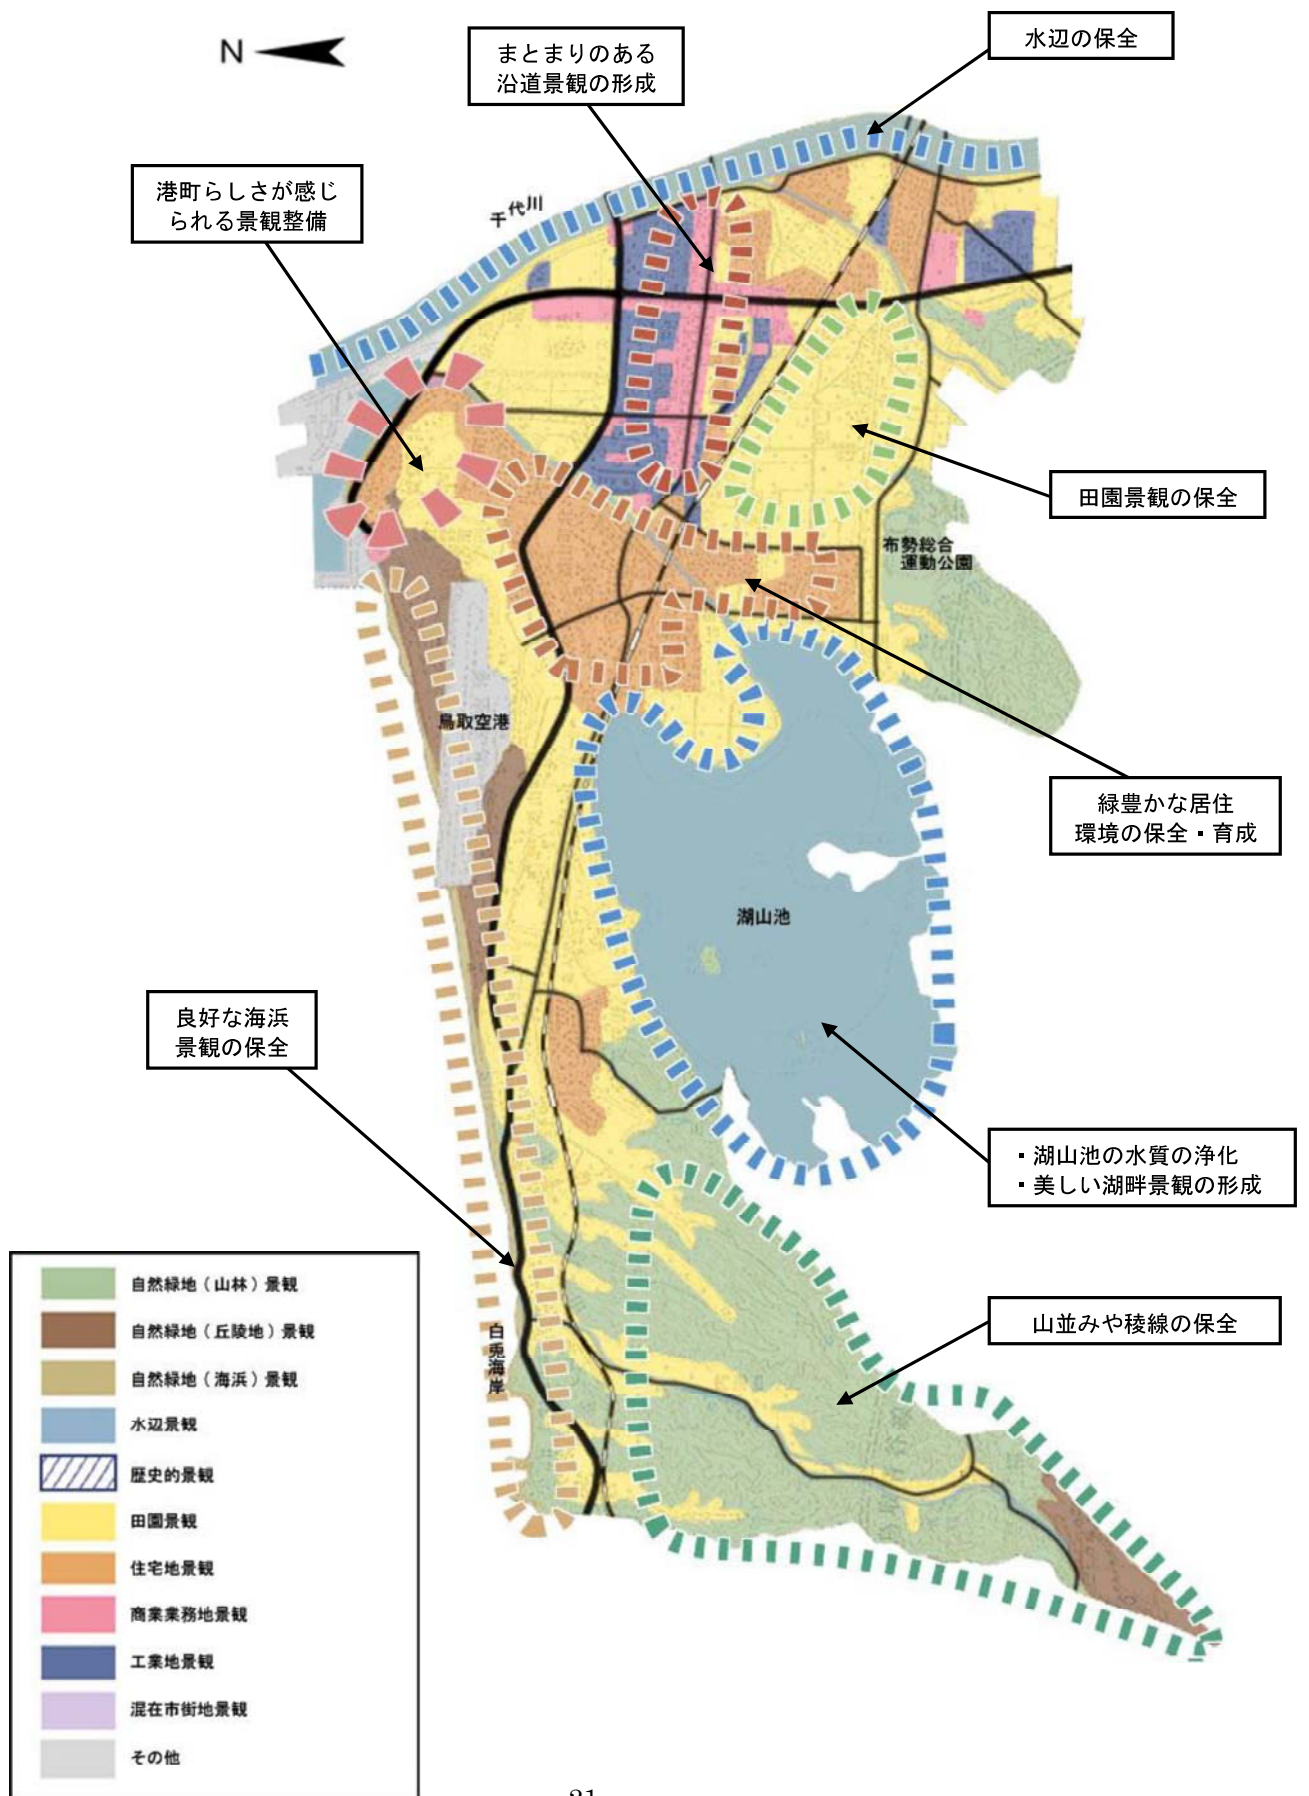 N
まとまりのある
沿道景観の形成
水辺の保全
港町らしさが感じ
られる景観整備
千代川
田園景観の保全
布勢総合
運動公園
鳥取空港
緑豊かな居住
環境の保全・育成
湖山池
良好な海浜
景観の保全
・湖山池の水質の浄化
・美しい湖畔景観の形成
山並みや稜線の保全
白兎海岸
自然緑地（山林）景観
自然緑地（丘陵地）景観
自然緑地（海浜）景観
水辺景観
歴史的景観
田園景観
住宅地景観
商業業務地景観
工業地景観
混在市街地景観
その他